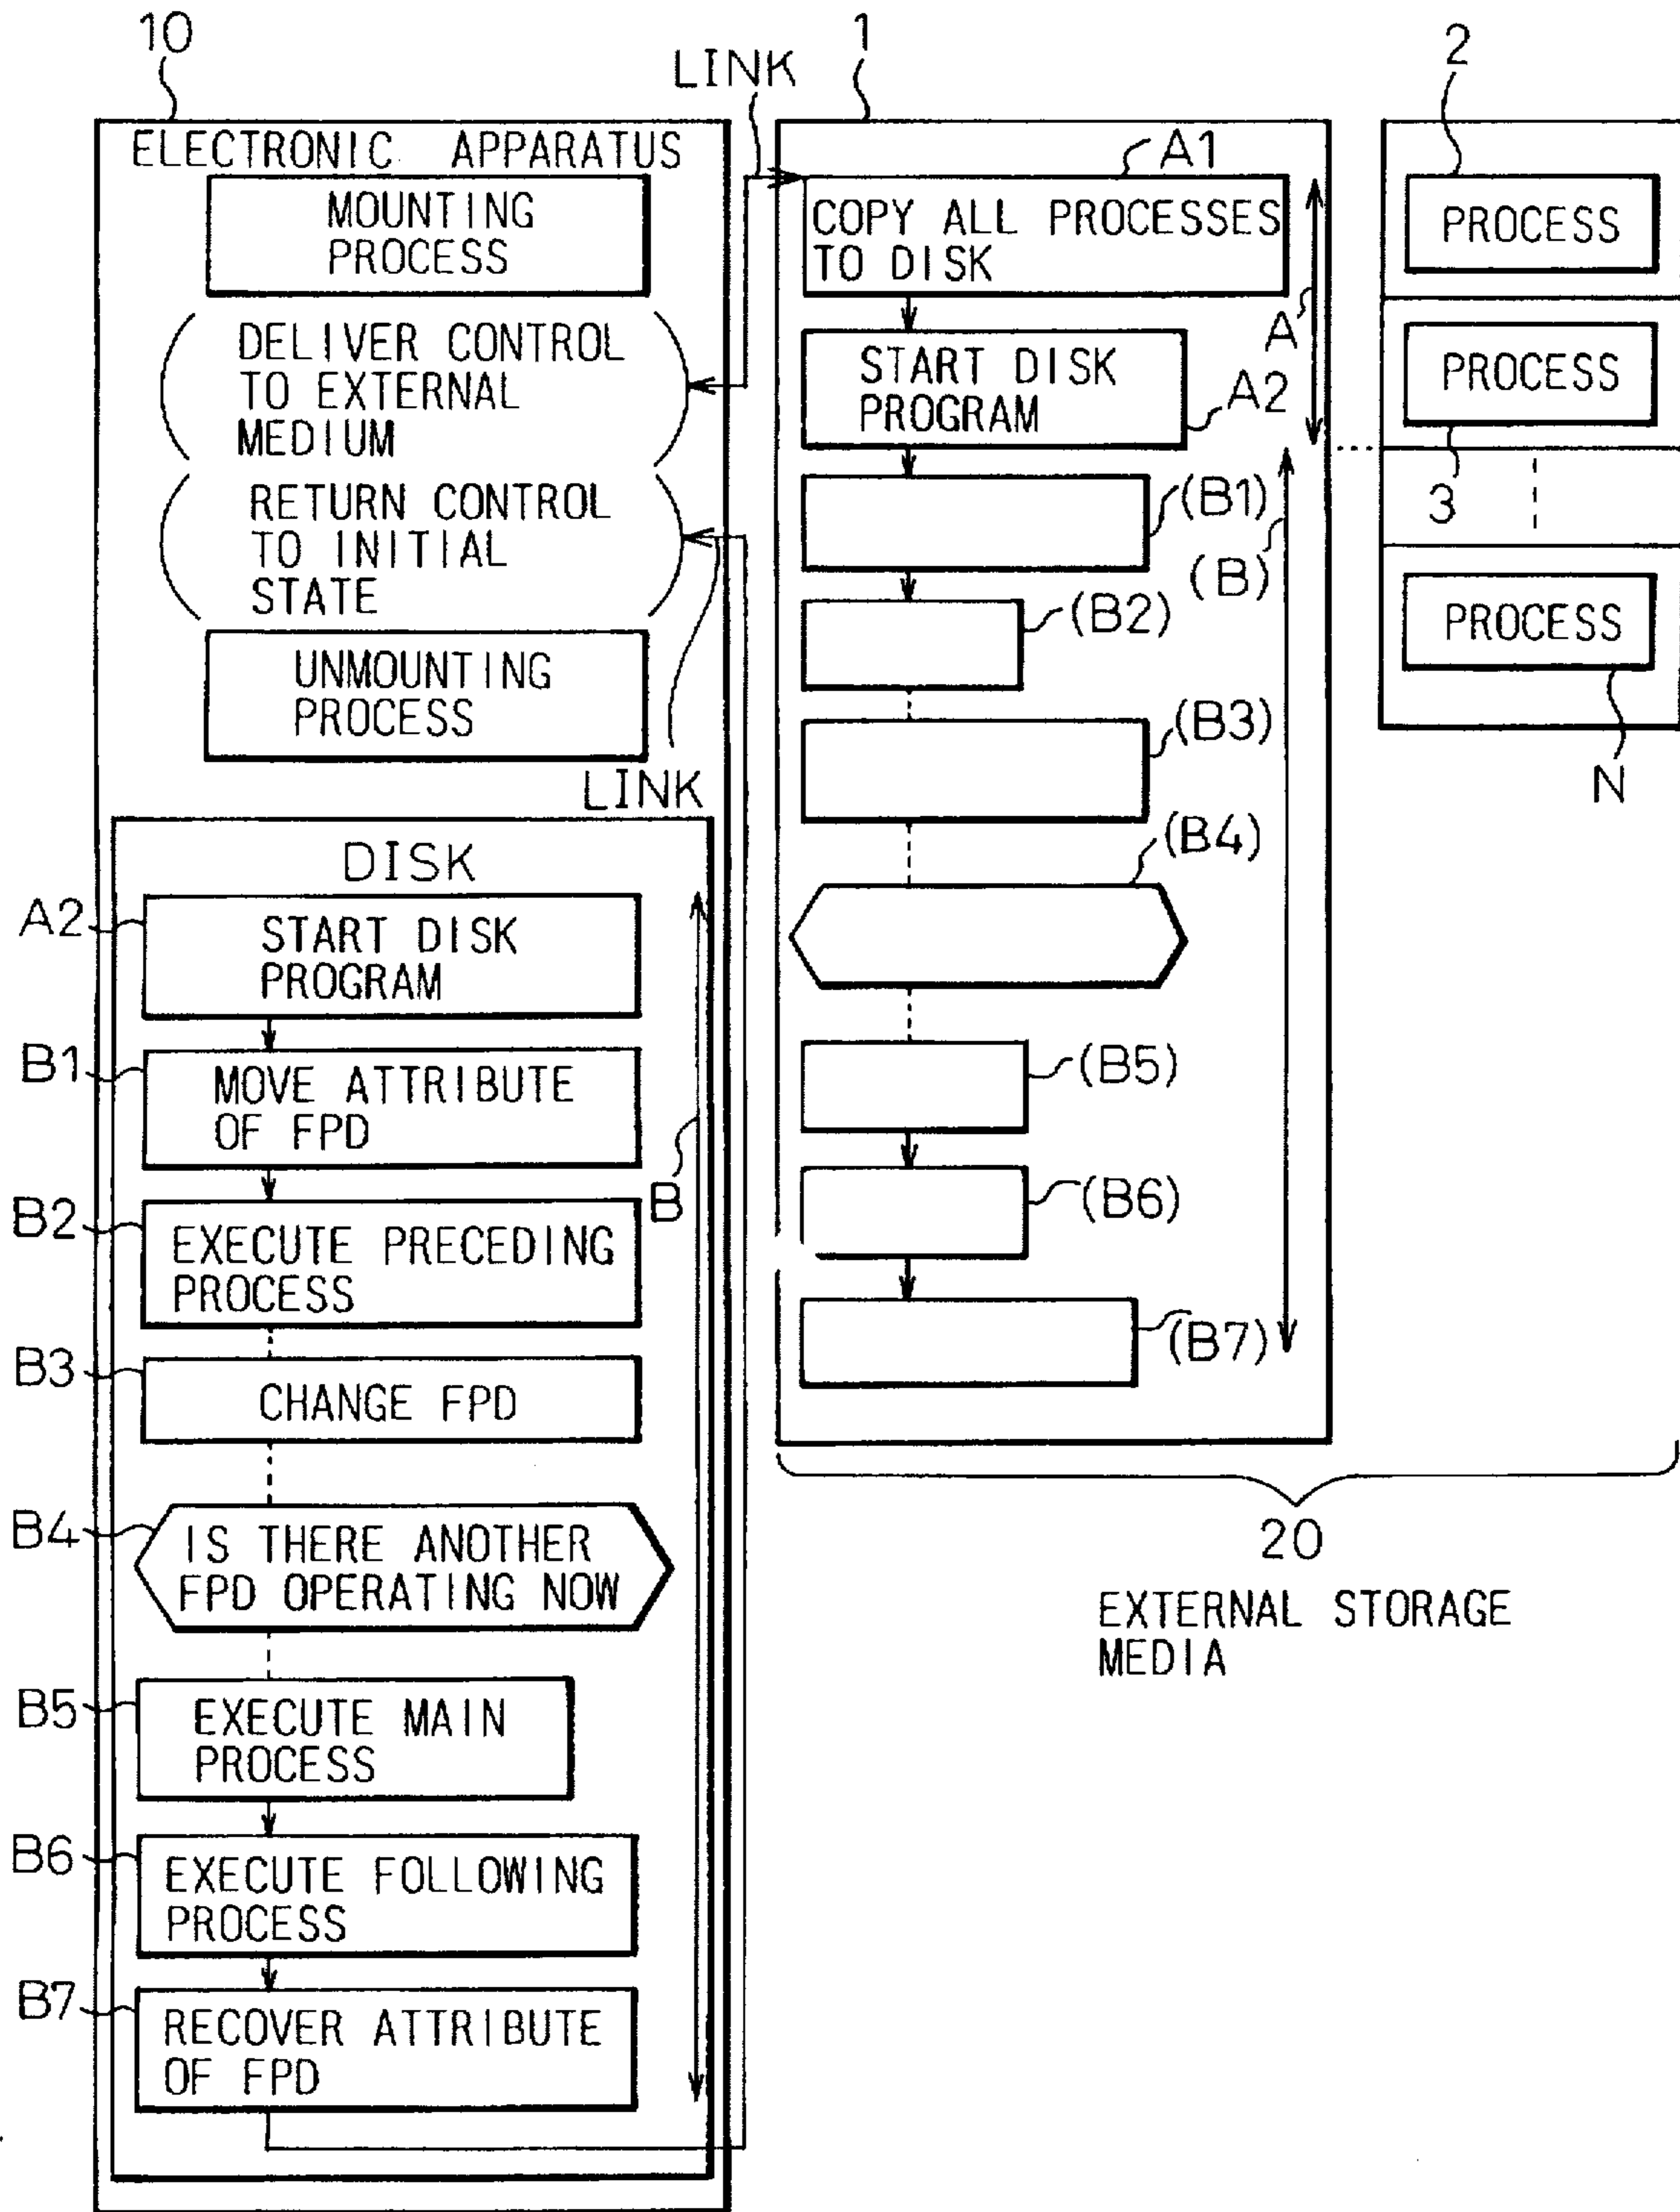 10
LINK
1
2
ELECTRONIC APPARATUS
MOUNTING
PROCESS
DELIVER CONTROL
TO EXTERNAL
MEDIUM
RETURN CONTROL
TO INITIAL
STATE
UNMOUNTING
PROCESS
LINK
DISK
A2
START DISK
PROGRAM
B1
MOVE ATTRIBUTE
OF FPD
B
B2
EXECUTE PRECEDING
PROCESS
B3
CHANGE FPD
B4
IS THERE ANOTHER
FPD OPERATING NOW
B5
EXECUTE MAIN
PROCESS
B6
EXECUTE FOLLOWING
PROCESS
B7
RECOVER ATTRIBUTE
OF FPD
A1
COPY ALL PROCESSES
TO DISK
A
START DISK
PROGRAM
A2
(B1)
(B)
(B2)
(B3)
(B4)
(B5)
(B6)
(B7)
PROCESS
PROCESS
3
PROCESS
N
20
EXTERNAL STORAGE
MEDIA